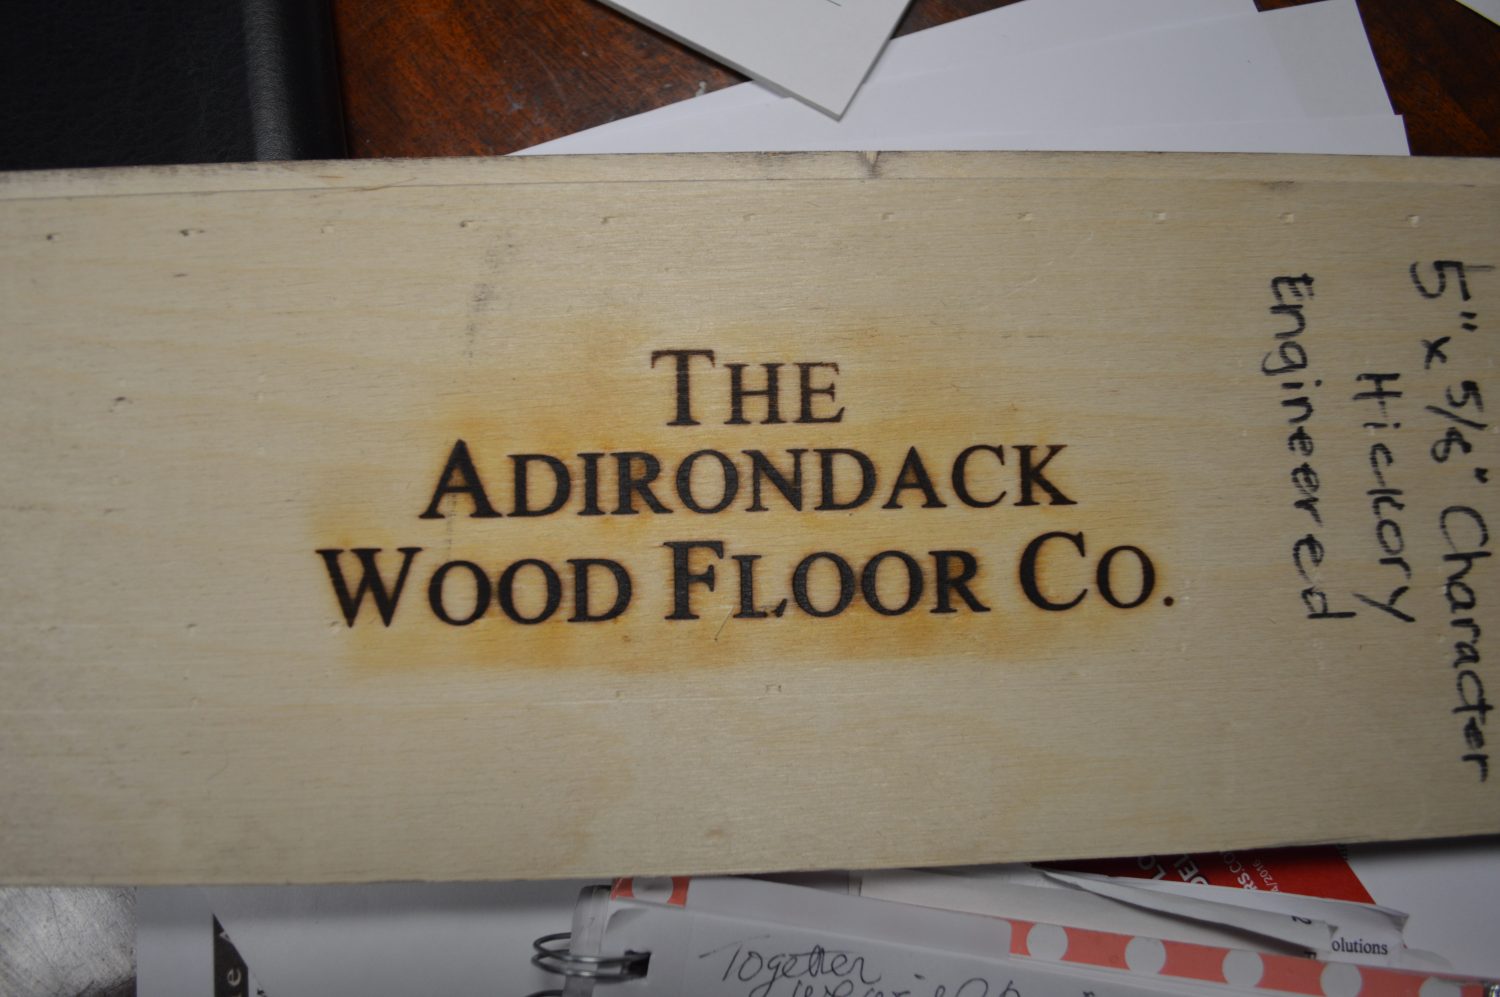 THE
ADIRONDACK
WOOD FLOOR CO.
5" x 5/8" Character
Hickory
Engineered
Together
olutions